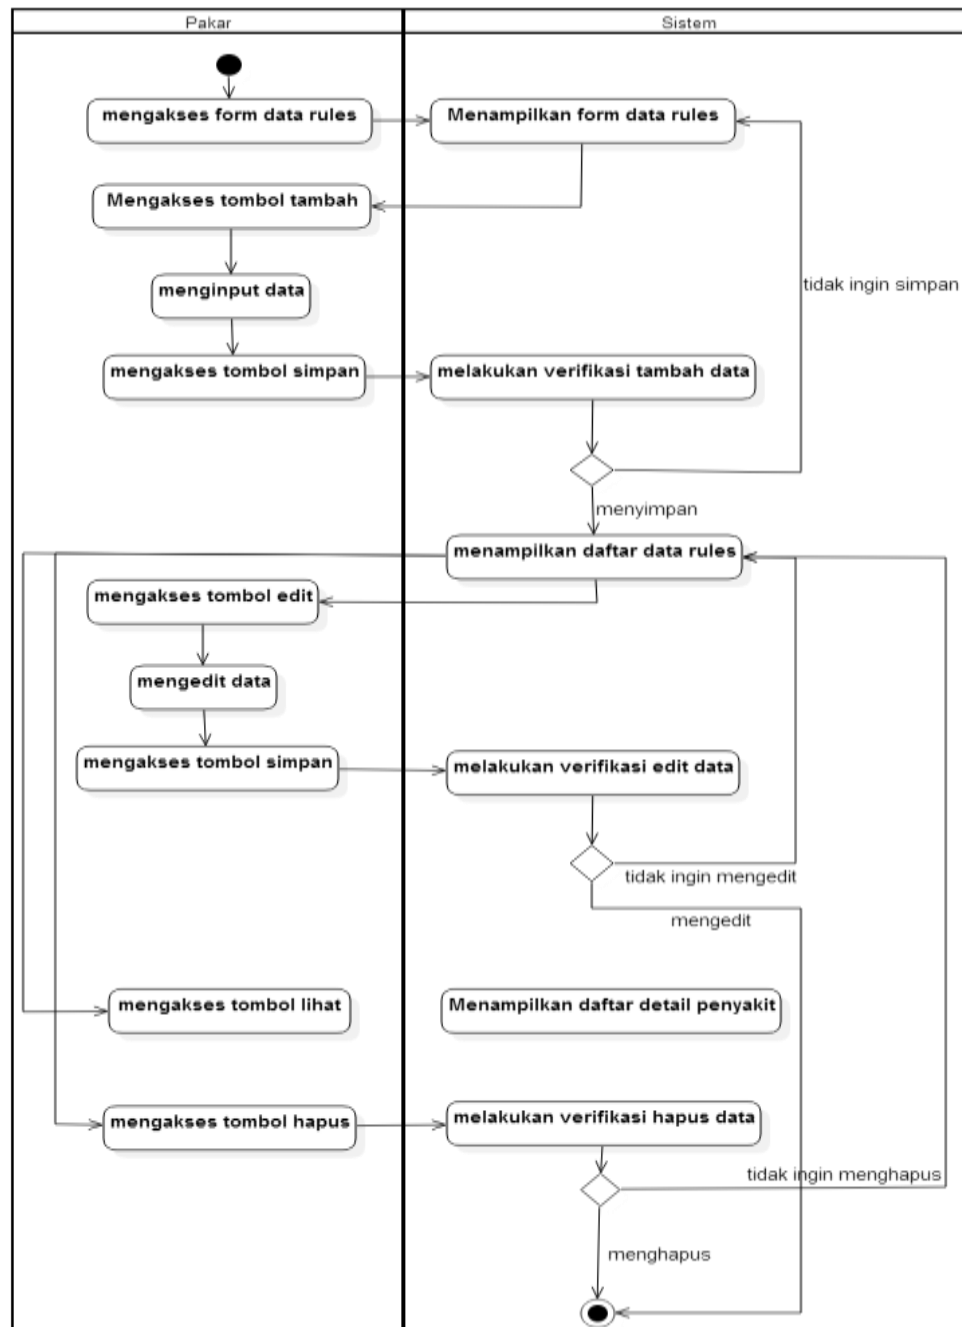 Pakar
Sistem
mengakses form data rules
Menampilkan form data rules
Mengakses tombol tambah
menginput data
tidak ingin simpan
mengakses tombol simpan
melakukan verifikasi tambah data
menyimpan
menampilkan daftar data rules
mengakses tombol edit
mengedit data
mengakses tombol simpan
melakukan verifikasi edit data
tidak ingin mengedit
mengedit
mengakses tombol lihat
Menampilkan daftar detail penyakit
mengakses tombol hapus
melakukan verifikasi hapus data
tidak ingin menghapus
menghapus